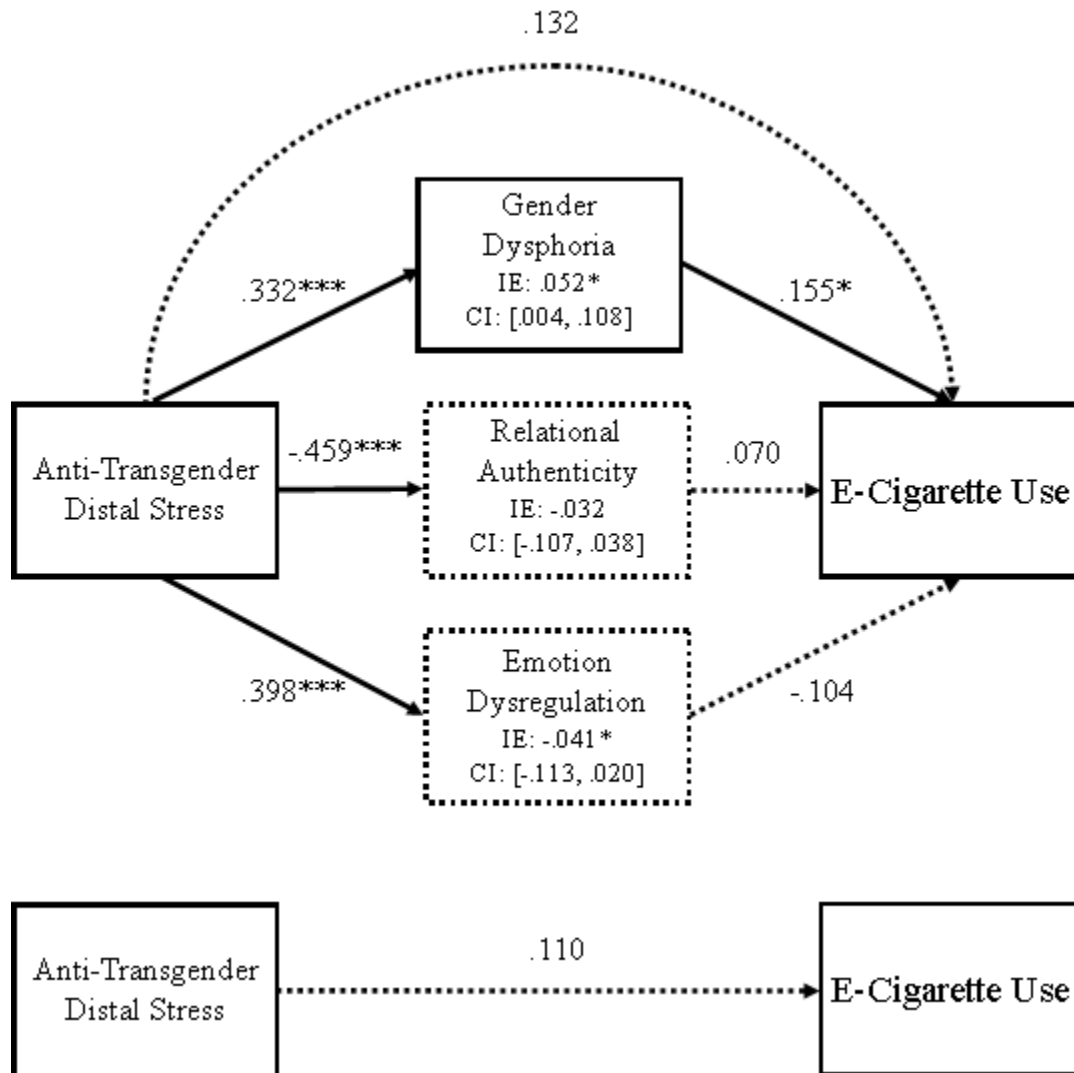 .132
Gender
Dysphoria
IE: .052*
CI: [.004, .108]
.332***
.155*
Anti-Transgender
Distal Stress
-.459***
Relational
Authenticity
IE: -.032
CI: [-.107, .038]
.070
E-Cigarette Use
.398***
Emotion
Dysregulation
IE: -.041*
CI: [-.113, .020]
-.104
Anti-Transgender
Distal Stress
.110
E-Cigarette Use